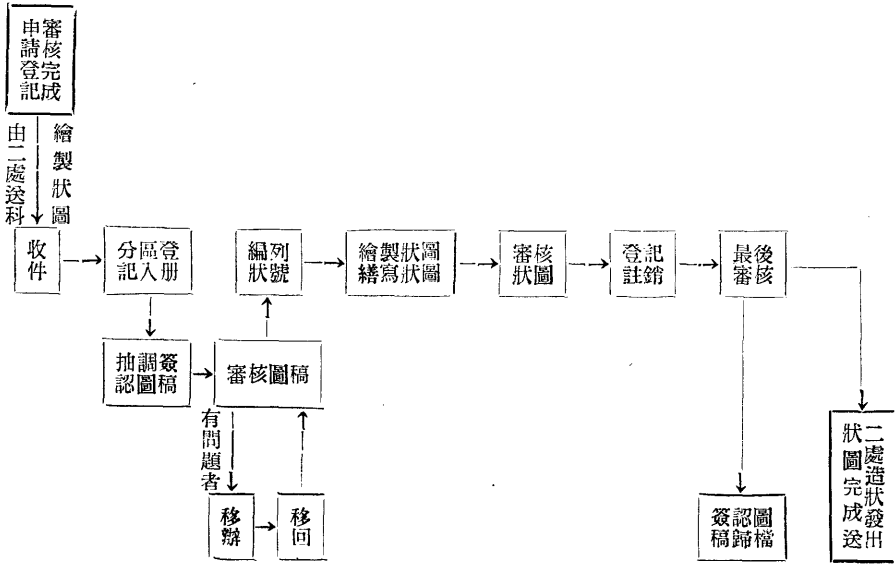 申請登記
審核完成
由二處送科
繪製狀圖
收件
分區登
記入册
抽調簽
認圖稿
審核圖稿
有問題者
移辦
移回
編列
狀號
繪製狀圖
繕寫狀圖
審核
狀圖
登記
註銷
最後
審核
簽認圖
稿歸檔
狀圖完成送
二處造狀發出